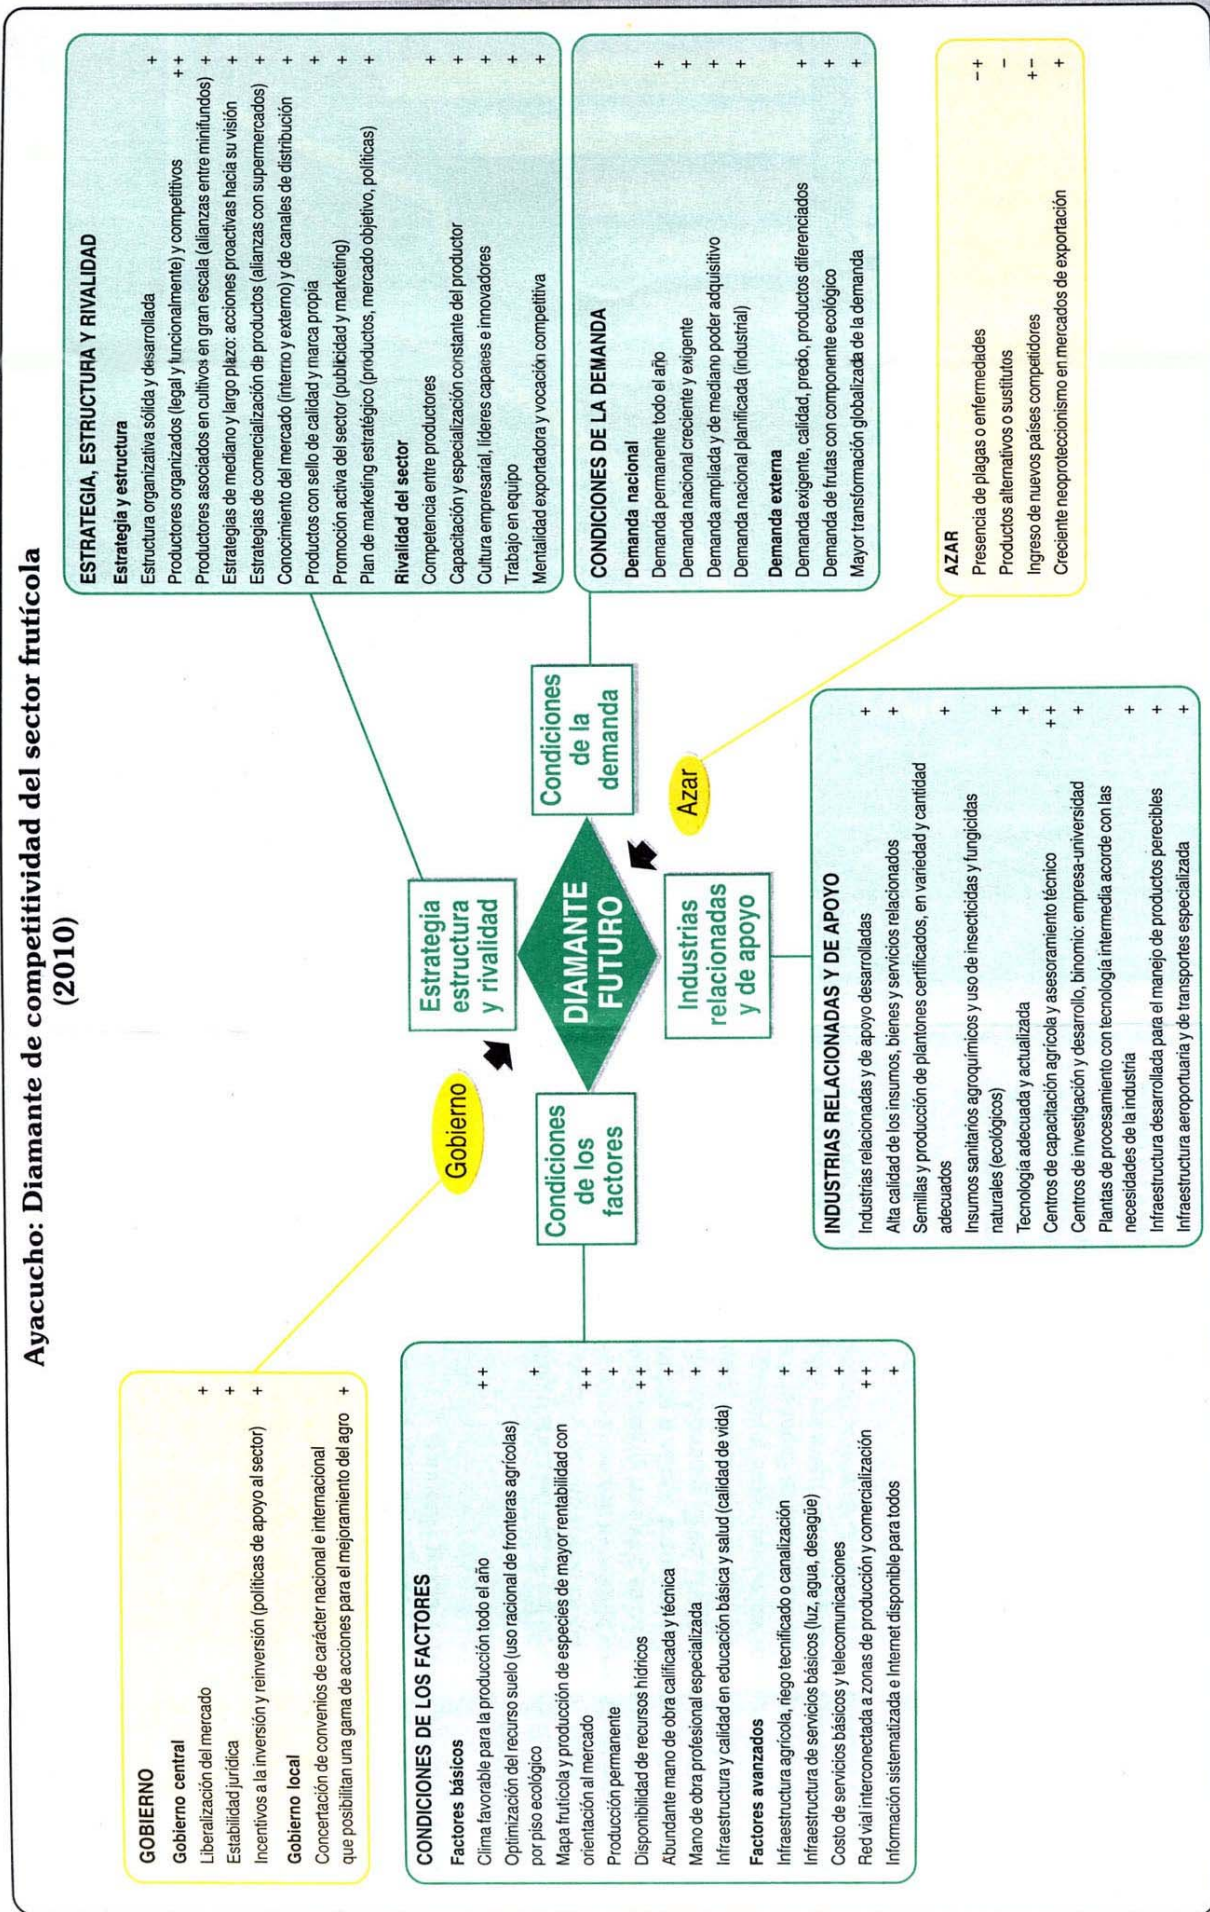 Ayacucho: Diamante de competitividad del sector frutícola
(2010)
GOBIERNO
Gobierno central
Liberalización del mercado +
Estabilidad jurídica +
Incentivos a la inversión y reinversión (políticas de apoyo al sector) +
Gobierno local
Concertación de convenios de carácter nacional e internacional
que posibilitan una gama de acciones para el mejoramiento del agro +
CONDICIONES DE LOS FACTORES
Factores básicos
Clima favorable para la producción todo el año ++
Optimización del recurso suelo (uso racional de fronteras agrícolas)
por piso ecológico +
Mapa frutícola y producción de especies de mayor rentabilidad con
orientación al mercado ++
Producción permanente +
Disponibilidad de recursos hídricos ++
Abundante mano de obra calificada y técnica +
Mano de obra profesional especializada +
Infraestructura y calidad en educación básica y salud (calidad de vida) +
Factores avanzados
Infraestructura agrícola, riego tecnificado o canalización +
Infraestructura de servicios básicos (luz, agua, desagüe) +
Costo de servicios básicos y telecomunicaciones +
Red vial interconectada a zonas de producción y comercialización ++
Información sistematizada e Internet disponible para todos +
Gobierno
Estrategia
estructura
y rivalidad
Condiciones
de los
factores
DIAMANTE
FUTURO
Condiciones
de la
demanda
Industrias
relacionadas
y de apoyo
Azar
ESTRATEGIA, ESTRUCTURA Y RIVALIDAD
Estrategia y estructura
Estructura organizativa sólida y desarrollada +
Productores organizados (legal y funcionalmente) y competitivos ++
Productores asociados en cultivos en gran escala (alianzas entre minifundos) +
Estrategias de mediano y largo plazo: acciones proactivas hacia su visión +
Estrategias de comercialización de productos (alianzas con supermercados) +
Conocimiento del mercado (interno y externo) y de canales de distribución +
Productos con sello de calidad y marca propia +
Promoción activa del sector (publicidad y marketing) +
Plan de marketing estratégico (productos, mercado objetivo, políticas) +
Rivalidad del sector
Competencia entre productores +
Capacitación y especialización constante del productor +
Cultura empresarial, líderes capaces e innovadores +
Trabajo en equipo +
Mentalidad exportadora y vocación competitiva +
CONDICIONES DE LA DEMANDA
Demanda nacional
Demanda permanente todo el año +
Demanda nacional creciente y exigente +
Demanda ampliada y de mediano poder adquisitivo +
Demanda nacional planificada (industrial) +
Demanda externa
Demanda exigente, calidad, precio, productos diferenciados +
Demanda de frutas con componente ecológico +
Mayor transformación globalizada de la demanda +
INDUSTRIAS RELACIONADAS Y DE APOYO
Industrias relacionadas y de apoyo desarrolladas +
Alta calidad de los insumos, bienes y servicios relacionados +
Semillas y producción de plantones certificados, en variedad y cantidad
adecuados +
Insumos sanitarios agroquímicos y uso de insecticidas y fungicidas
naturales (ecológicos) +
Tecnología adecuada y actualizada +
Centros de capacitación agrícola y asesoramiento técnico ++
Centros de investigación y desarrollo, binomio: empresa-universidad +
Plantas de procesamiento con tecnología intermedia acorde con las
necesidades de la industria +
Infraestructura desarrollada para el manejo de productos perecibles +
Infraestructura aeroportuaria y de transportes especializada +
AZAR
Presencia de plagas o enfermedades −+
Productos alternativos o sustitutos −
Ingreso de nuevos países competidores +−
Creciente neoproteccionismo en mercados de exportación +